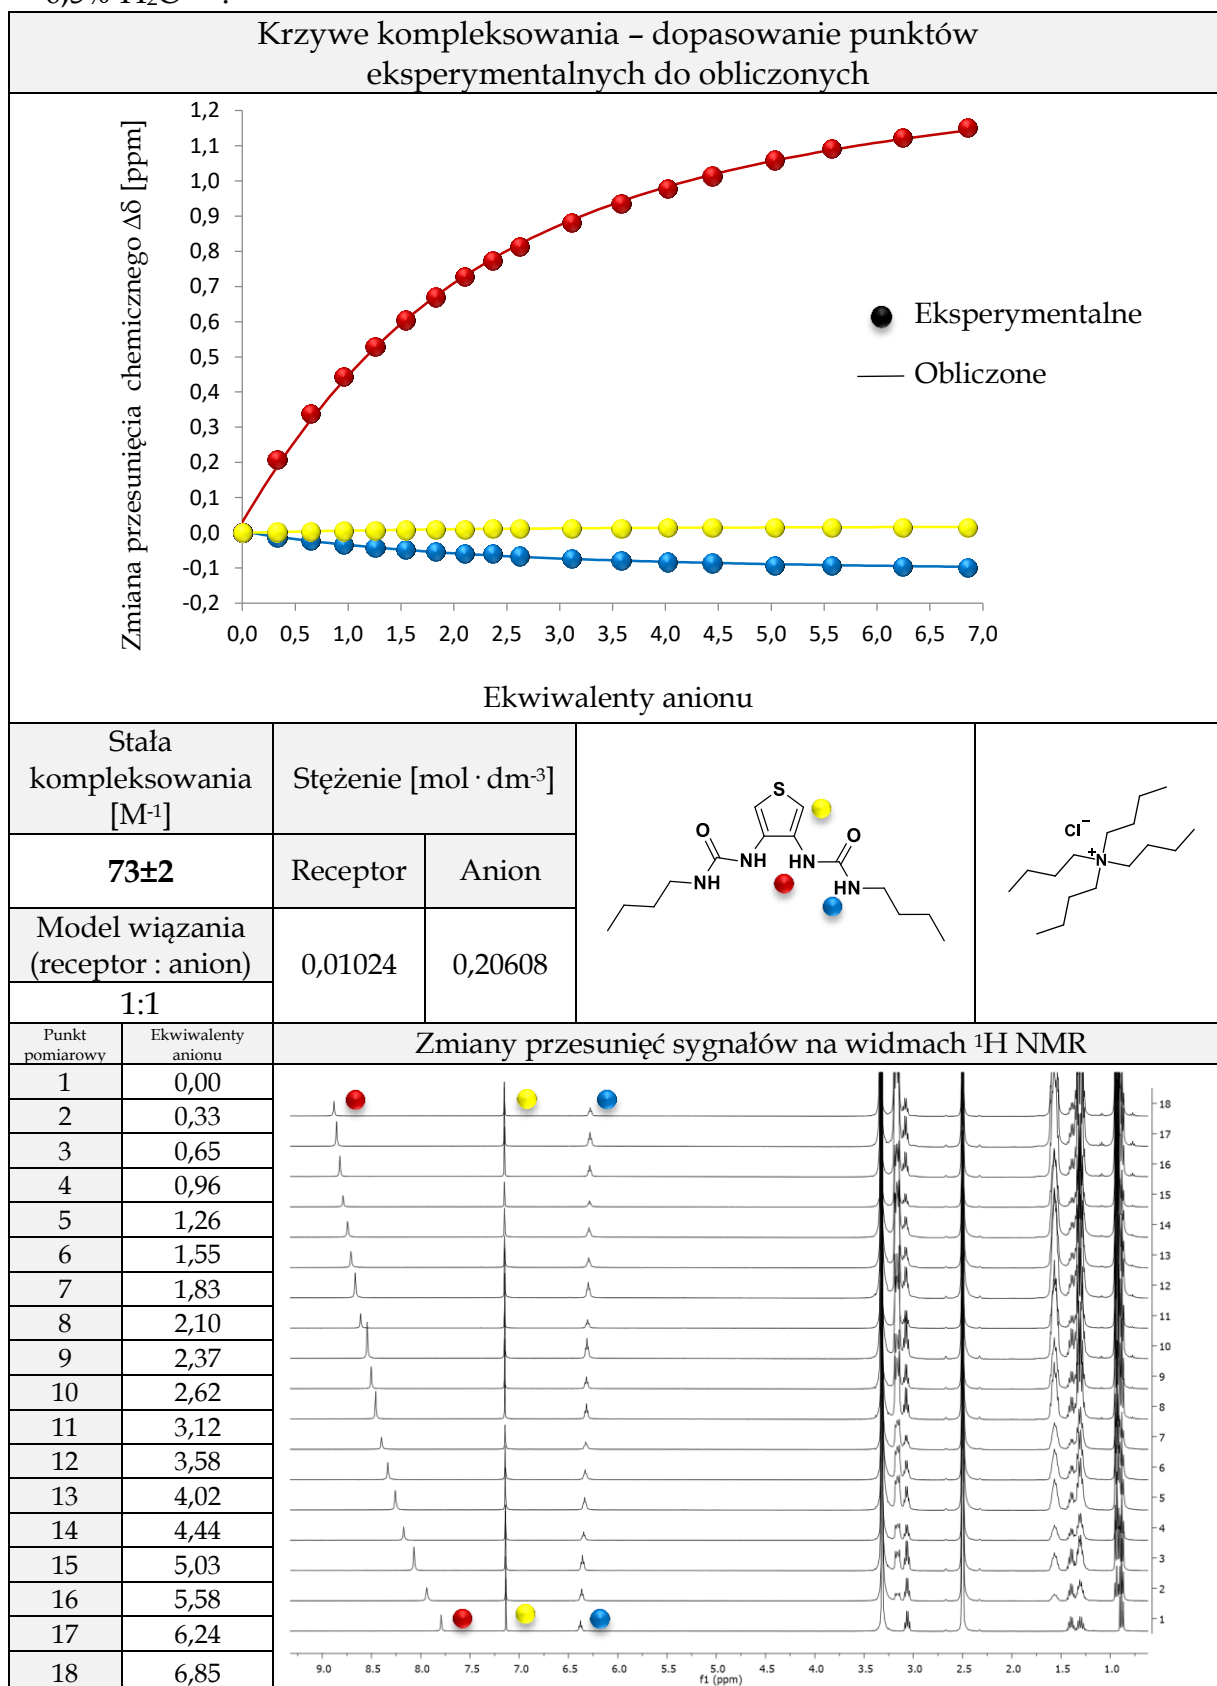 0,5% H₂O
Krzywe kompleksowania – dopasowanie punktów
eksperymentalnych do obliczonych
Zmiana przesunięcia chemicznego Δδ [ppm]
1,2
1,1
1,0
0,9
0,8
0,7
0,6
0,5
0,4
0,3
0,2
0,1
0,0
-0,1
-0,2
0,0 0,5 1,0 1,5 2,0 2,5 3,0 3,5 4,0 4,5 5,0 5,5 6,0 6,5 7,0
Eksperymentalne
Obliczone
Ekwiwalenty anionu
Stała
kompleksowania
[M⁻¹]
Stężenie [mol · dm⁻³]
73±2
Receptor
Anion
Model wiązania
(receptor : anion)
0,01024
0,20608
1:1
S
O
O
NH
HN
NH
HN
Cl⁻
N⁺
Punkt
pomiarowy
Ekwiwalenty
anionu
Zmiany przesunięć sygnałów na widmach ¹H NMR
1 0,00
2 0,33
3 0,65
4 0,96
5 1,26
6 1,55
7 1,83
8 2,10
9 2,37
10 2,62
11 3,12
12 3,58
13 4,02
14 4,44
15 5,03
16 5,58
17 6,24
18 6,85
18
17
16
15
14
13
12
11
10
9
8
7
6
5
4
3
2
1
9.0 8.5 8.0 7.5 7.0 6.5 6.0 5.5 5.0 4.5 4.0 3.5 3.0 2.5 2.0 1.5 1.0
f1 (ppm)